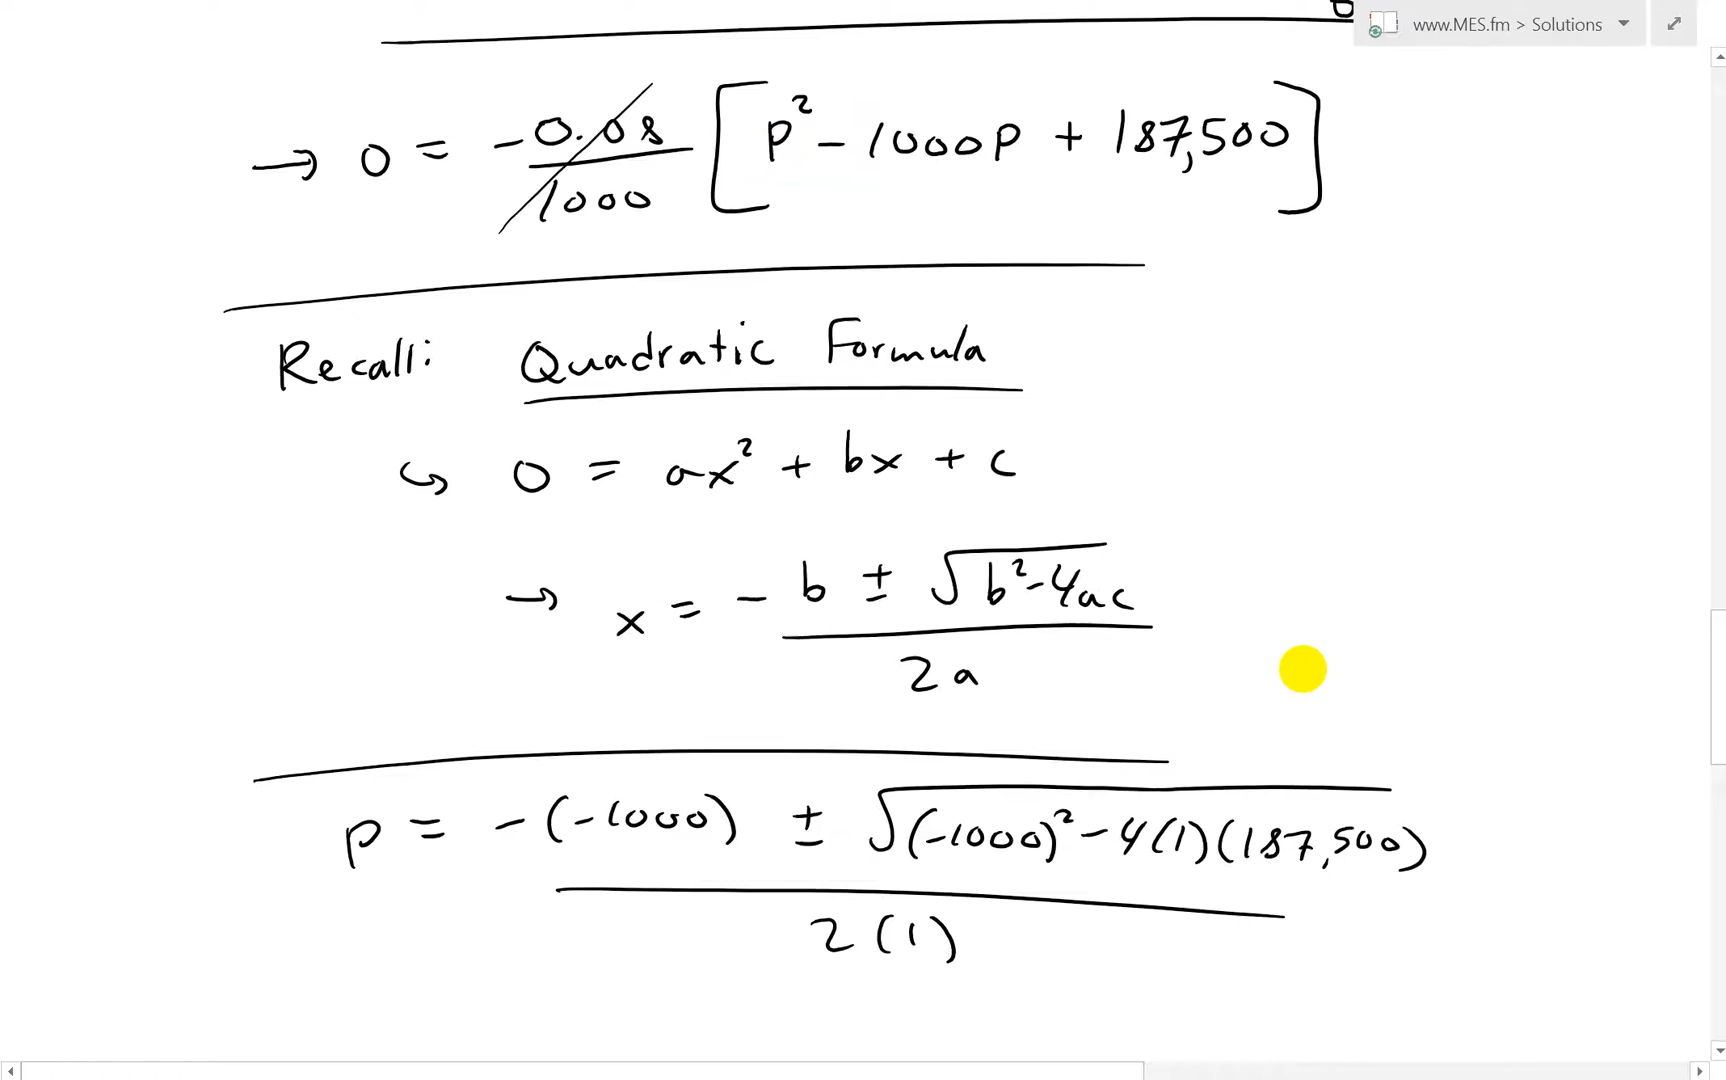 www.MES.fm > Solutions
→ 0 = -0.08/1000 [p² - 1000p + 187,500]
Recall: Quadratic Formula
↪ 0 = ax² + bx + c
→ x = -b ± √(b²-4ac) / 2a
p = -(-1000) ± √((-1000)² - 4(1)(187,500)) / 2(1)